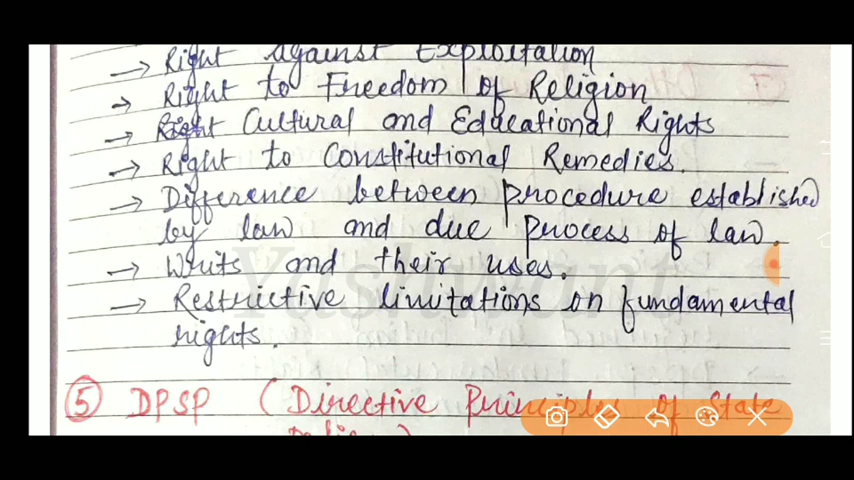 → Right against Exploitation
→ Right to Freedom of Religion
→ Cultural and Educational Rights
→ Right to Constitutional Remedies.
→ Difference between procedure established
by law and due process of law.
→ Writs and their uses.
→ Restrictive limitations on fundamental
rights.
⑤ DPSP (Directive Principles of State
Yashwant